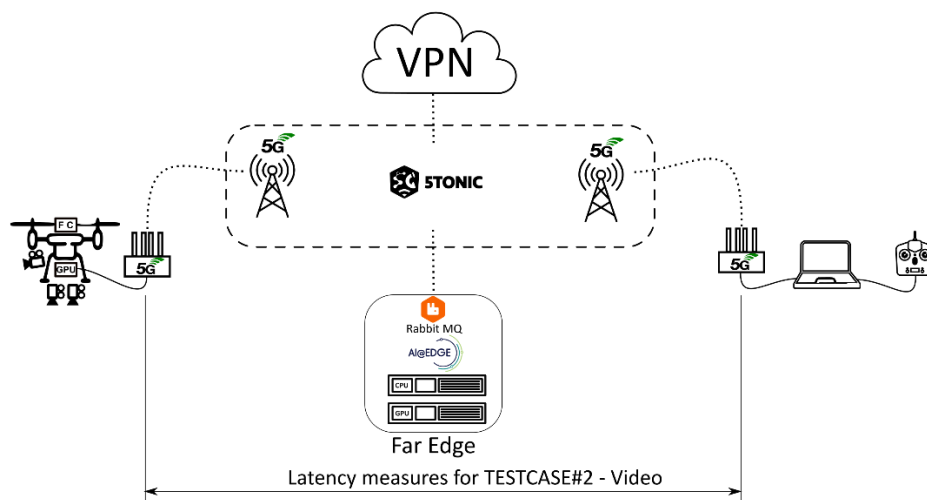 VPN
5G
5G
5TONIC
F C
GPU
5G
5G
Rabbit MQ
AI@EDGE
CPU
GPU
Far Edge
Latency measures for TESTCASE#2 - Video